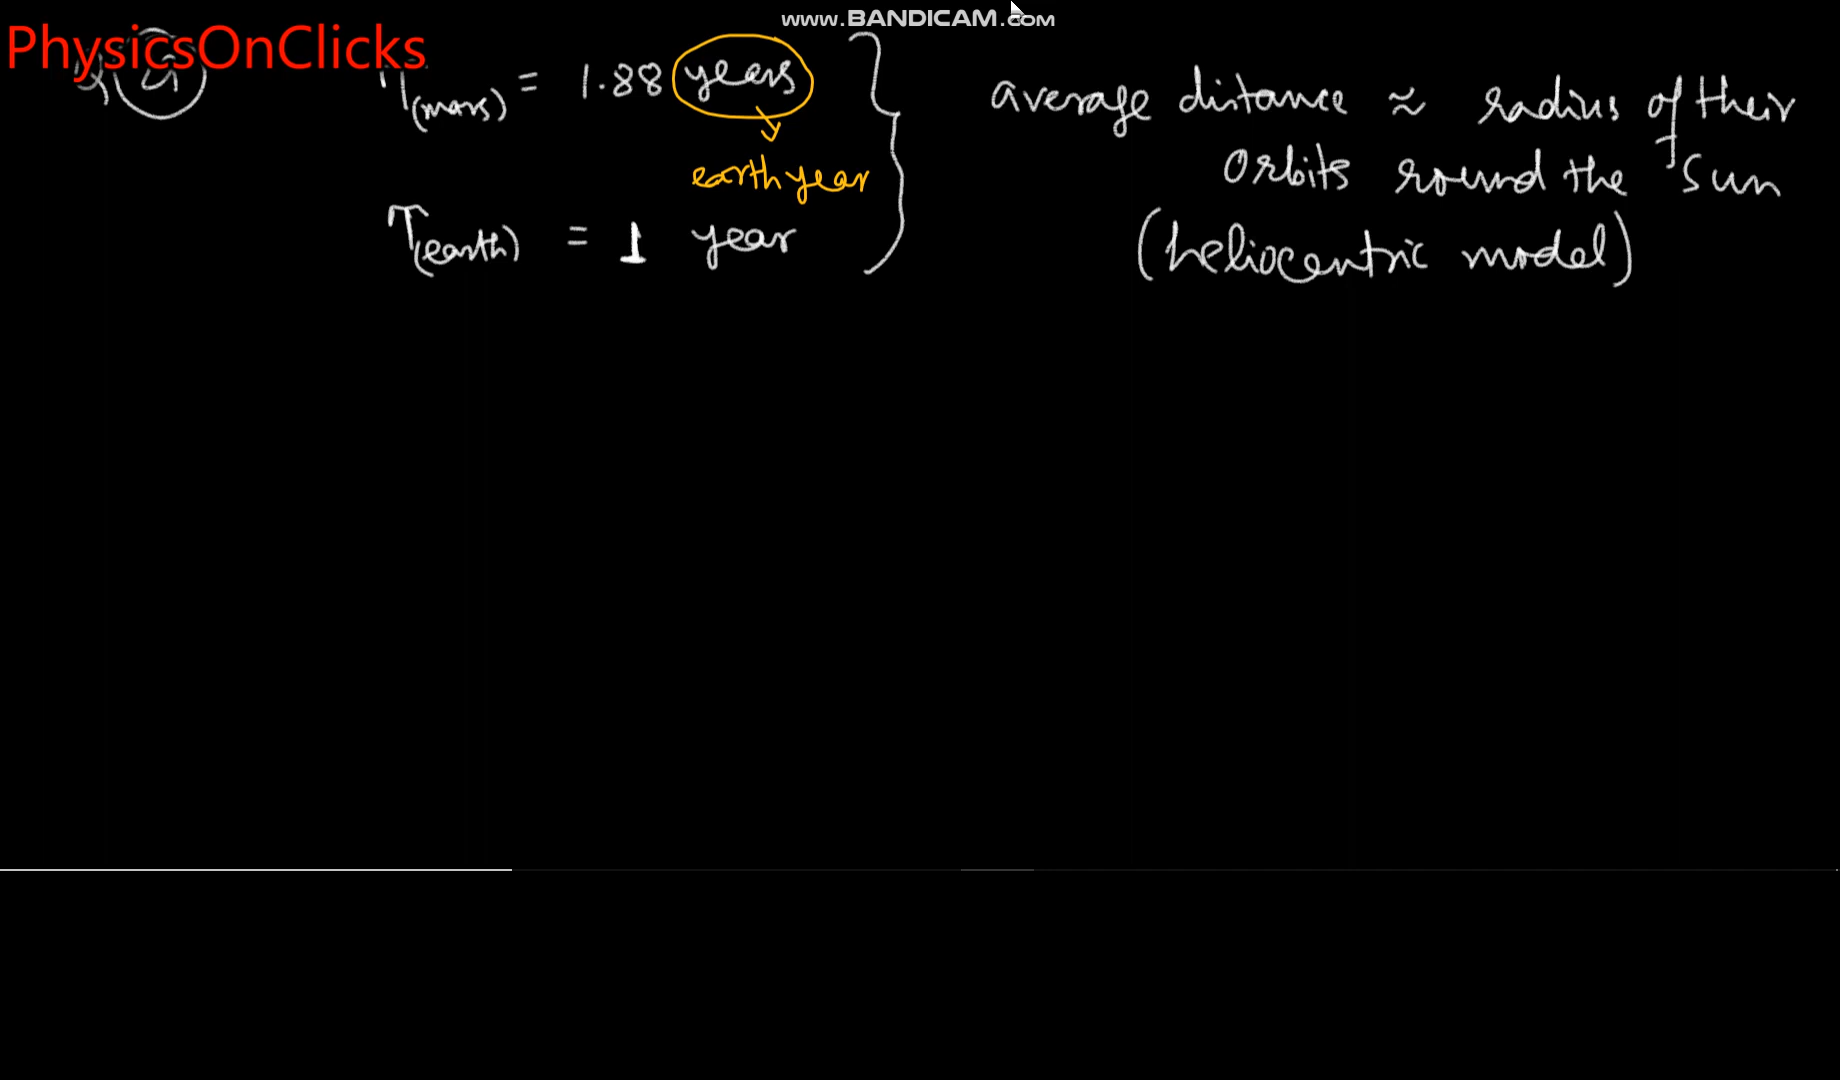 www.BANDICAM.com
PhysicsOnClicks
T(mars) = 1.88 years
earth year
T(earth) = 1 year
average distance ≈ radius of their
orbits round the sun
(heliocentric model)